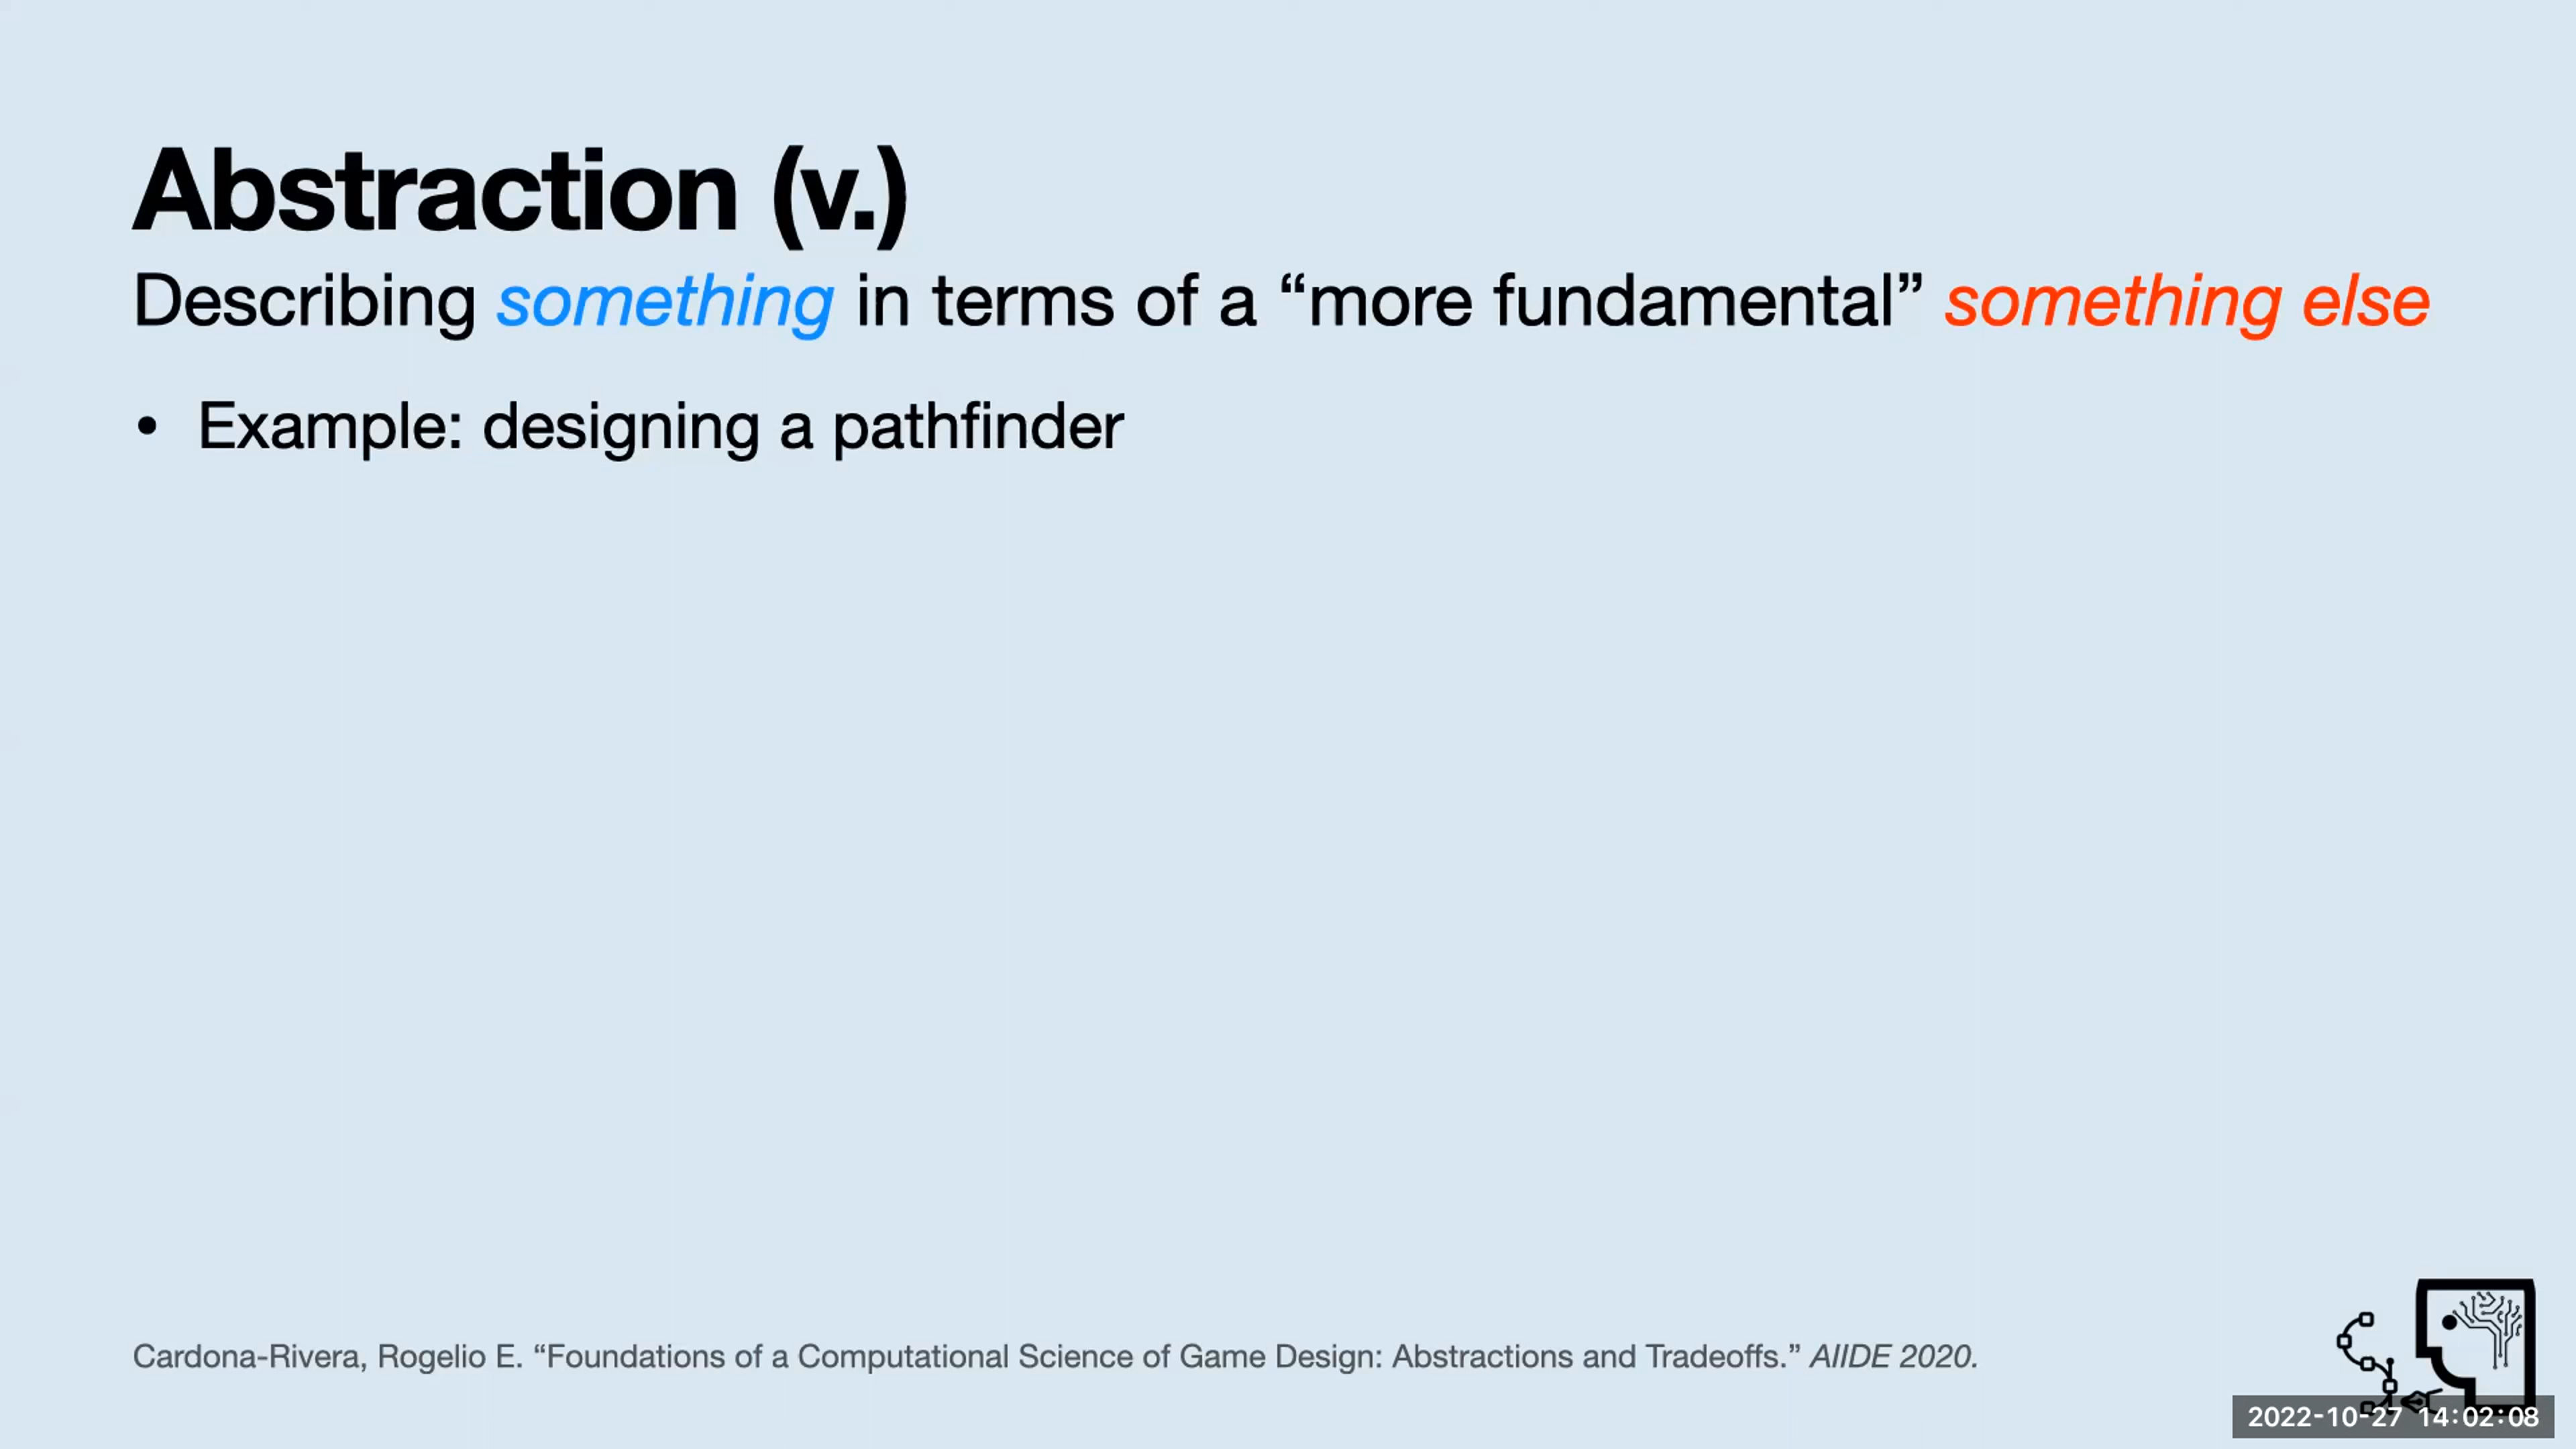 Abstraction (v.)
Describing something in terms of a “more fundamental” something else
• Example: designing a pathfinder
Cardona-Rivera, Rogelio E. “Foundations of a Computational Science of Game Design: Abstractions and Tradeoffs.” AIIDE 2020.
2022-10-27 14:02:08